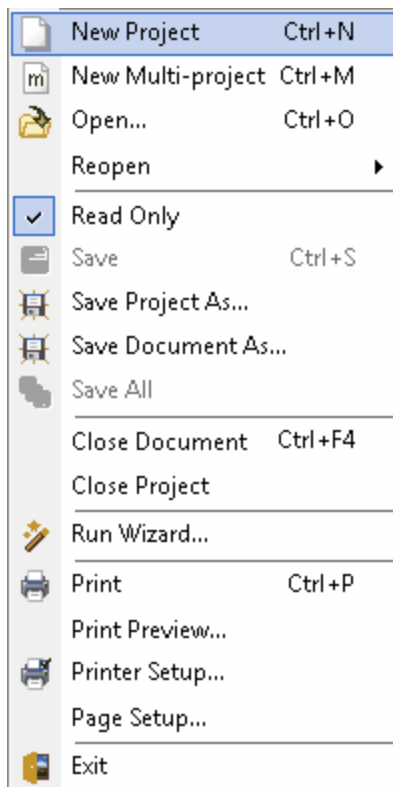 New Project Ctrl+N
m New Multi-project Ctrl+M
Open... Ctrl+O
Reopen
Read Only
Save Ctrl+S
Save Project As...
Save Document As...
Save All
Close Document Ctrl+F4
Close Project
Run Wizard...
Print Ctrl+P
Print Preview...
Printer Setup...
Page Setup...
Exit